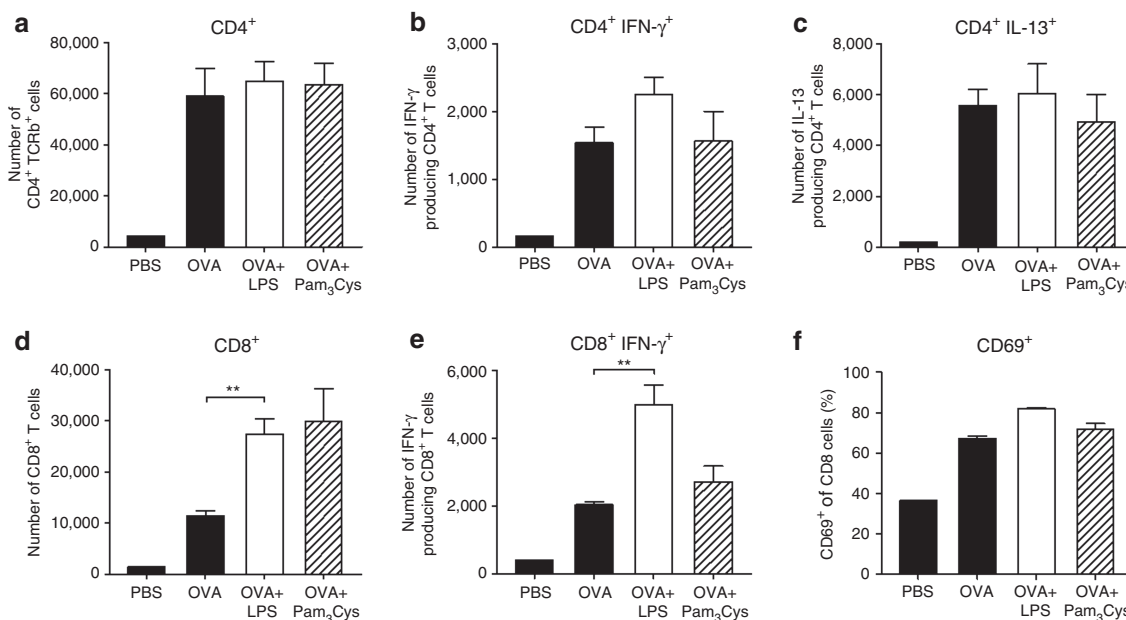 a
CD4⁺
Number of
CD4⁺ TCRb⁺ cells
80,000
60,000
40,000
20,000
0
PBS
OVA
OVA+
LPS
OVA+
Pam₃Cys
b
CD4⁺ IFN-γ⁺
Number of IFN-γ
producing CD4⁺ T cells
3,000
2,000
1,000
0
PBS
OVA
OVA+
LPS
OVA+
Pam₃Cys
c
CD4⁺ IL-13⁺
Number of IL-13
producing CD4⁺ T cells
8,000
6,000
4,000
2,000
0
PBS
OVA
OVA+
LPS
OVA+
Pam₃Cys
d
CD8⁺
Number of CD8⁺ T cells
40,000
30,000
20,000
10,000
0
**
PBS
OVA
OVA+
LPS
OVA+
Pam₃Cys
e
CD8⁺ IFN-γ⁺
Number of IFN-γ
producing CD8⁺ T cells
6,000
4,000
2,000
0
**
PBS
OVA
OVA+
LPS
OVA+
Pam₃Cys
f
CD69⁺
CD69⁺ of CD8 cells (%)
100
80
60
40
20
0
PBS
OVA
OVA+
LPS
OVA+
Pam₃Cys